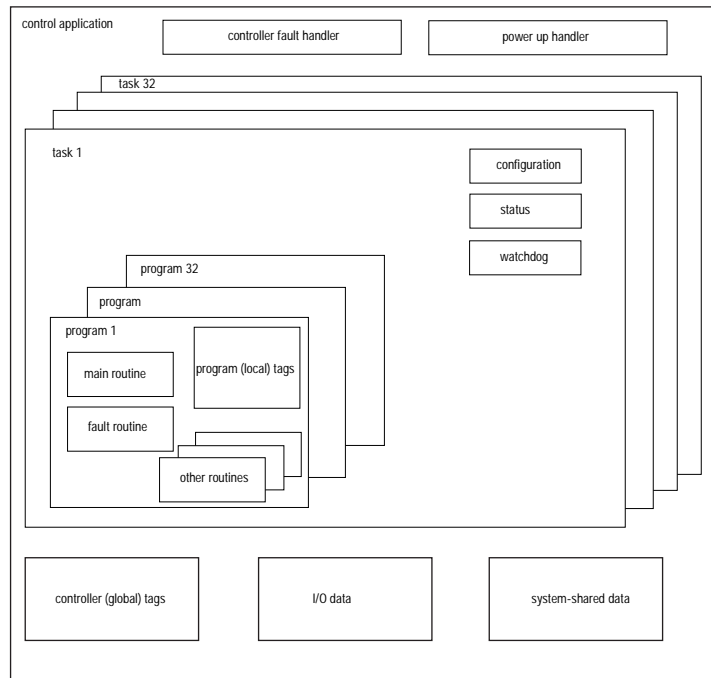 control application
controller fault handler
power up handler
task 32
task 1
configuration
status
watchdog
program 32
program
program 1
main routine
program (local) tags
fault routine
other routines
controller (global) tags
I/O data
system-shared data